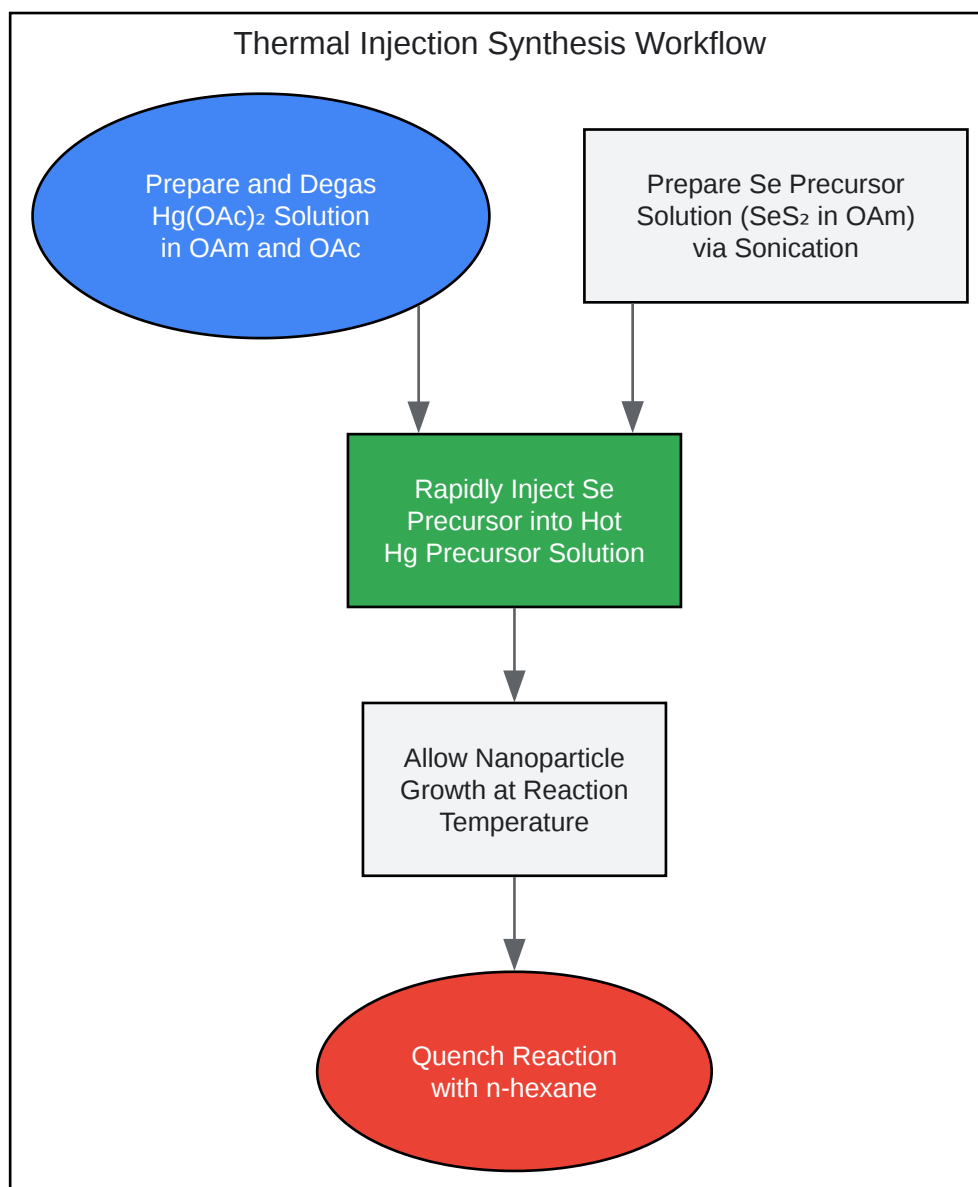 Thermal Injection Synthesis Workflow
Prepare and Degas
Hg(OAc)₂ Solution
in OAm and OAc
Prepare Se Precursor
Solution (SeS₂ in OAm)
via Sonication
Rapidly Inject Se
Precursor into Hot
Hg Precursor Solution
Allow Nanoparticle
Growth at Reaction
Temperature
Quench Reaction
with n-hexane